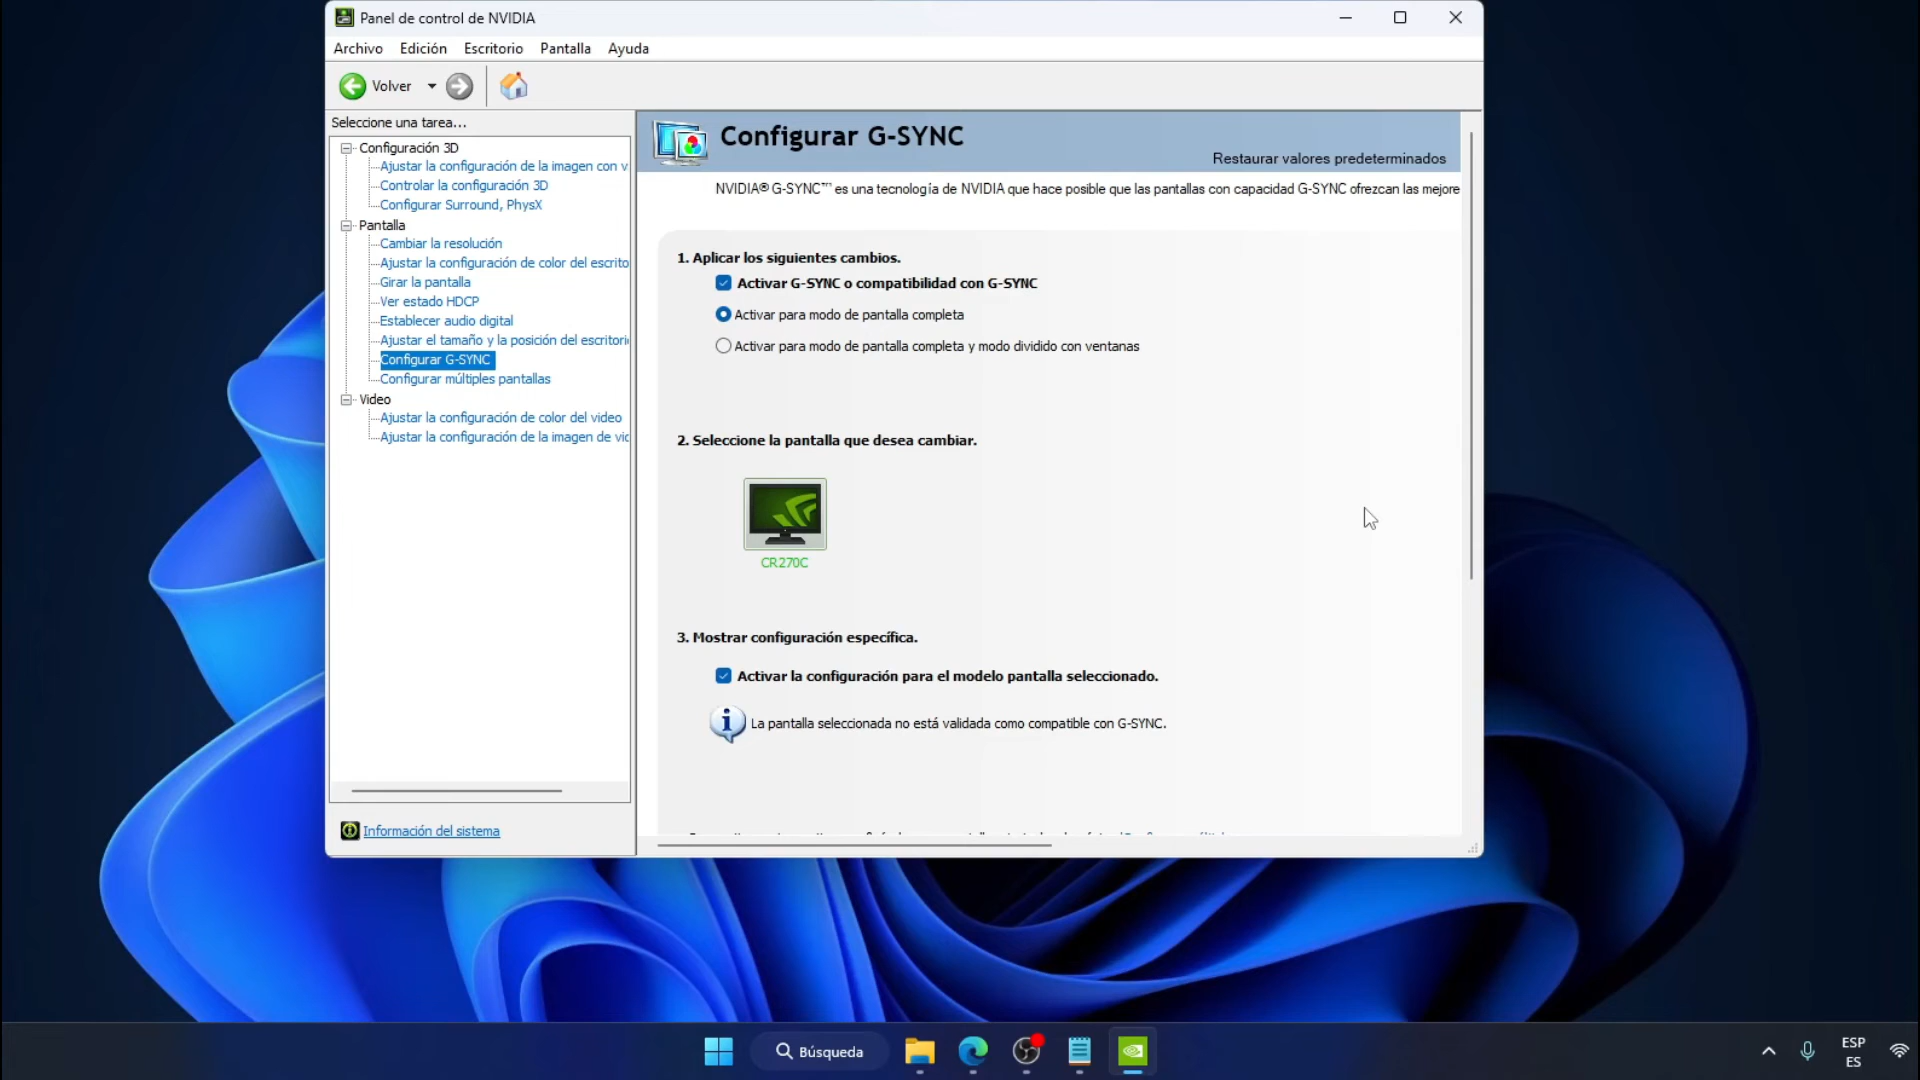 Panel de control de NVIDIA
Archivo Edición Escritorio Pantalla Ayuda
Volver
Seleccione una tarea...
Configuración 3D
Ajustar la configuración de la imagen con v
Controlar la configuración 3D
Configurar Surround, PhysX
Pantalla
Cambiar la resolución
Ajustar la configuración de color del escrito
Girar la pantalla
Ver estado HDCP
Establecer audio digital
Ajustar el tamaño y la posición del escritori
Configurar G-SYNC
Configurar múltiples pantallas
Video
Ajustar la configuración de color del video
Ajustar la configuración de la imagen de vid
Información del sistema
Configurar G-SYNC
Restaurar valores predeterminados
NVIDIA® G-SYNC™ es una tecnología de NVIDIA que hace posible que las pantallas con capacidad G-SYNC ofrezcan las mejore
1. Aplicar los siguientes cambios.
Activar G-SYNC o compatibilidad con G-SYNC
Activar para modo de pantalla completa
Activar para modo de pantalla completa y modo dividido con ventanas
2. Seleccione la pantalla que desea cambiar.
CR270C
3. Mostrar configuración específica.
Activar la configuración para el modelo pantalla seleccionado.
La pantalla seleccionada no está validada como compatible con G-SYNC.
Búsqueda
ESP
ES